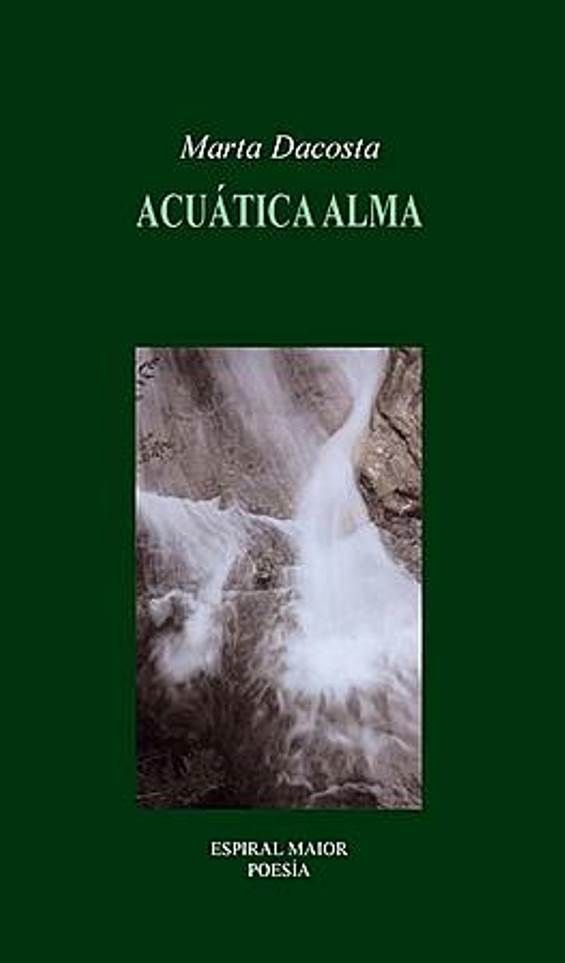 Marta Dacosta
ACUÁTICA ALMA
ESPIRAL MAIOR
POESÍA